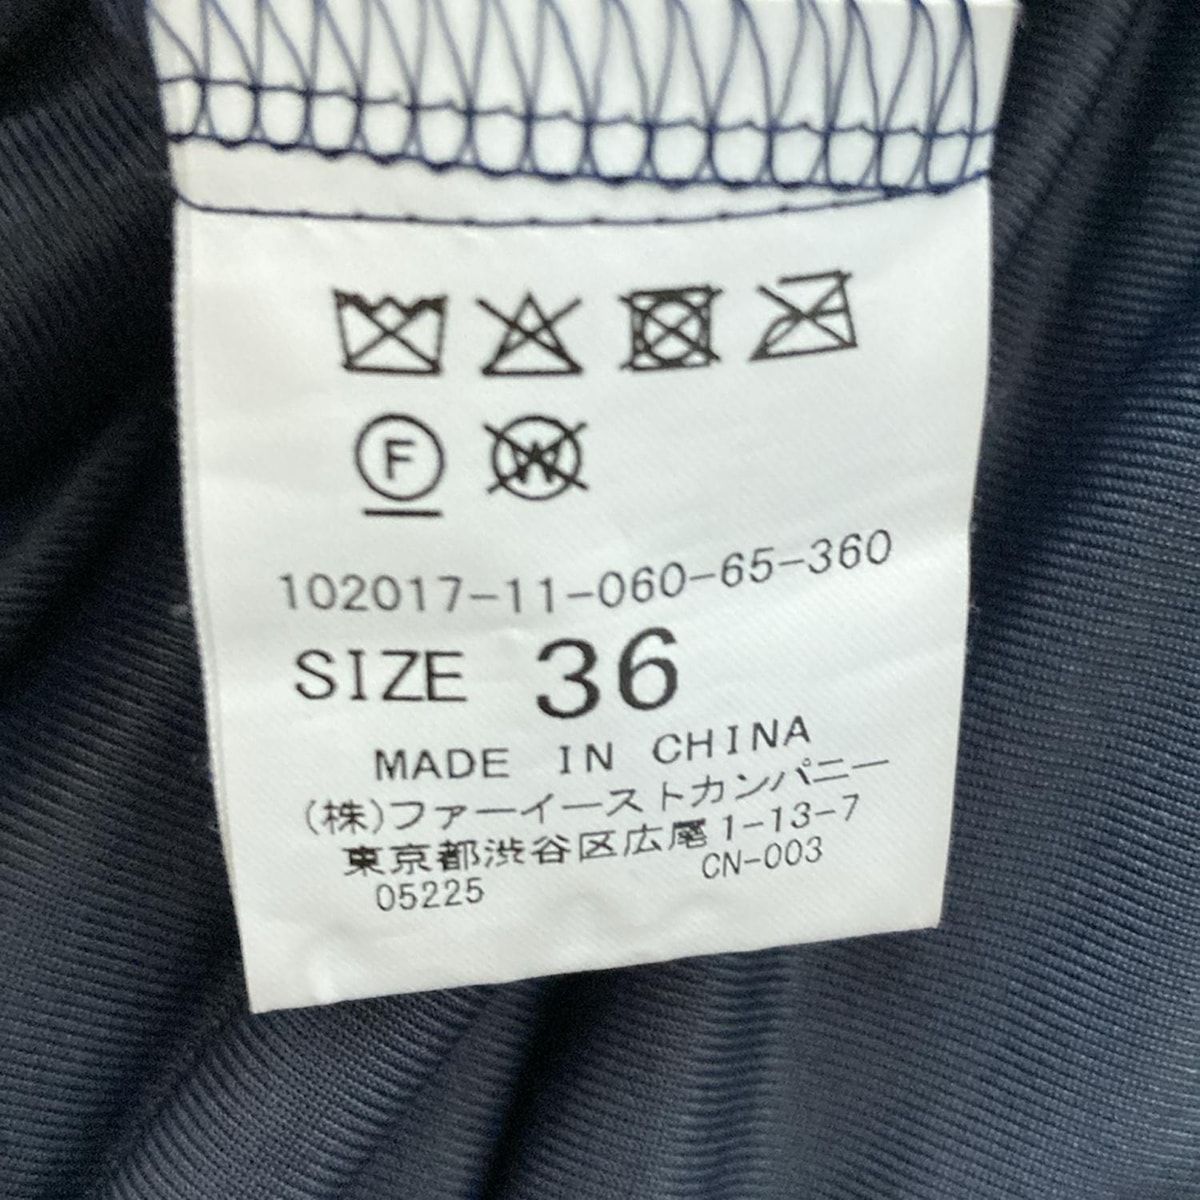 F
W
102017-11-060-65-360
SIZE 36
MADE IN CHINA
(株)ファーイーストカンパニー
東京都渋谷区広尾1-13-7
05225 CN-003